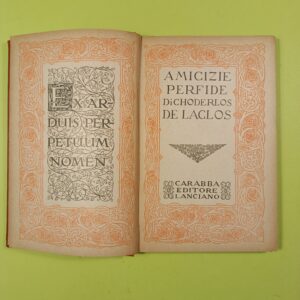 EX AR-
DUIS PER-
PETUUM
NOMEN
AMICIZIE
PERFIDE
DI CHODERLOS
DE LACLOS
CARABBA
EDITORE
LANCIANO